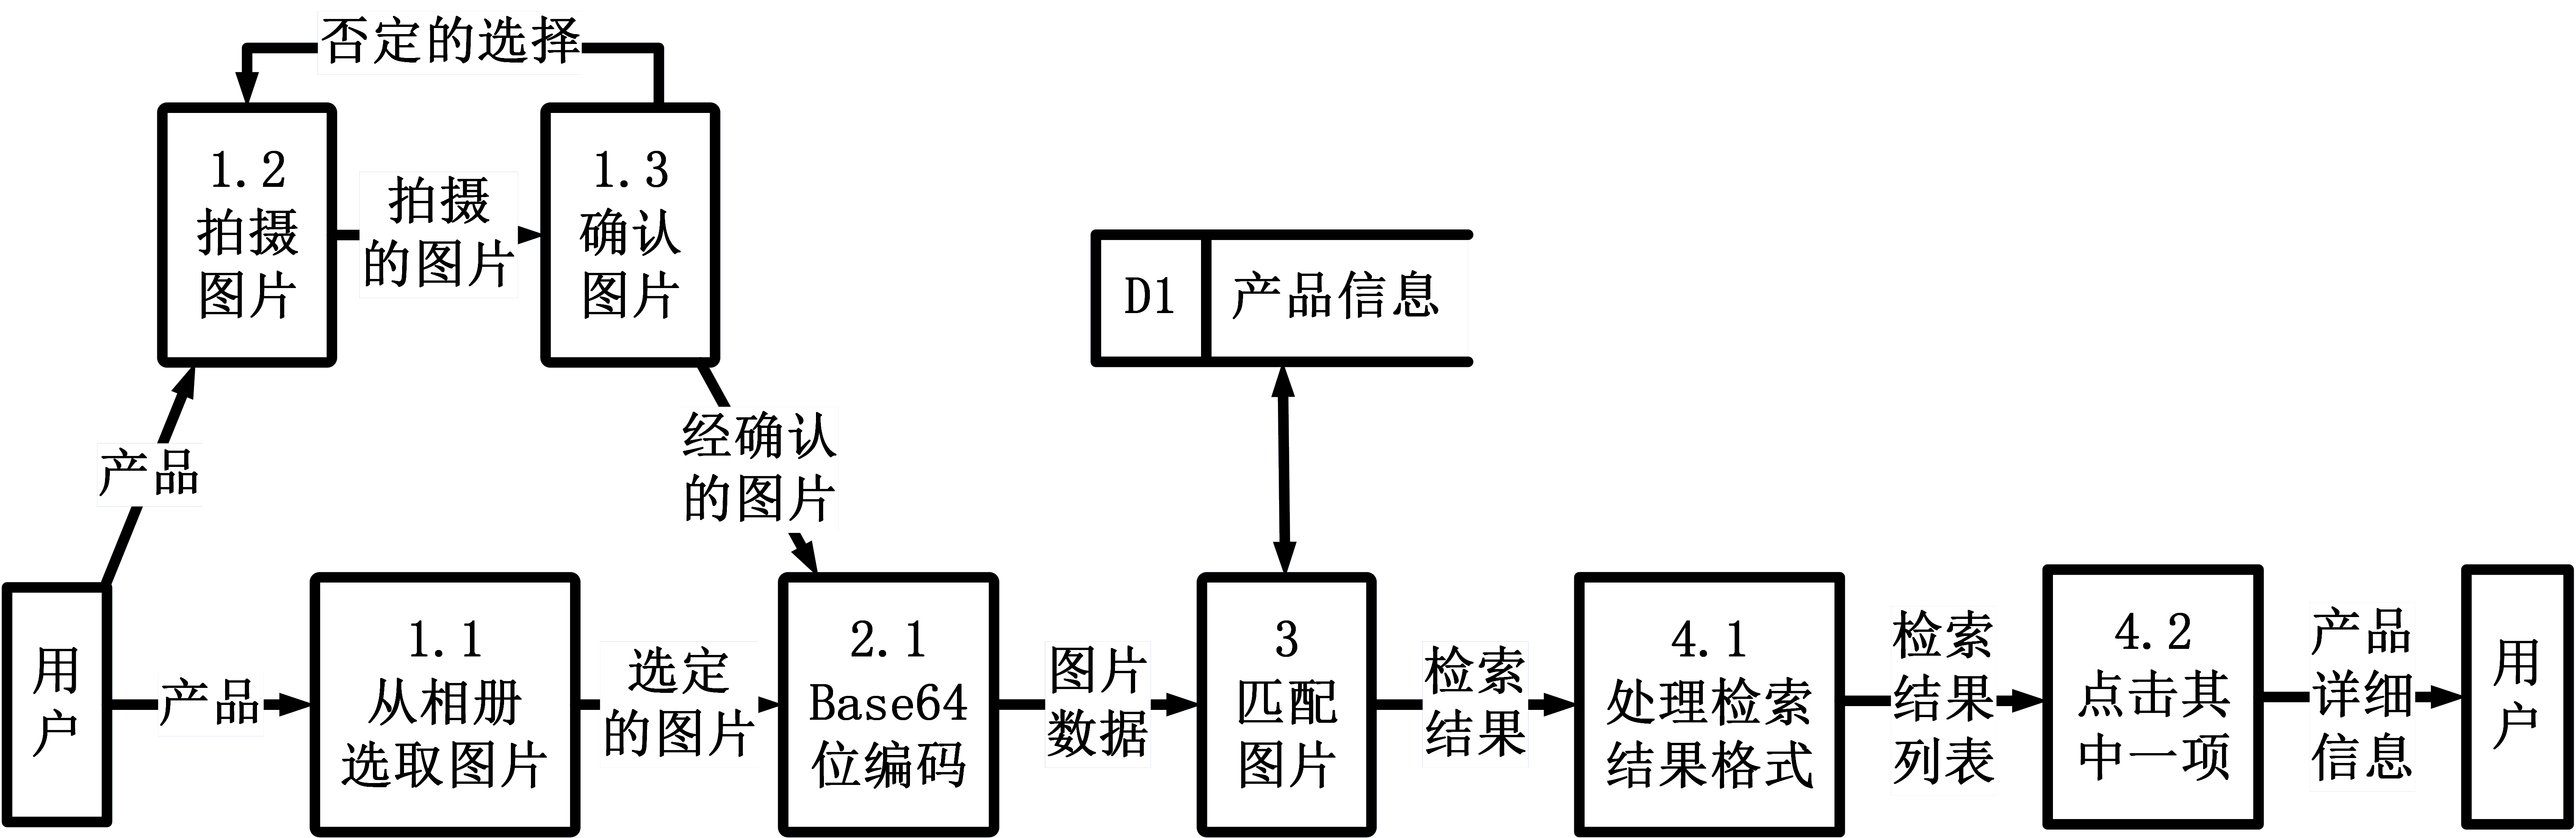 否定的选择
1.2
拍摄
图片
拍摄
的图片
1.3
确认
图片
D1
产品信息
产品
经确认
的图片
用
户
产品
1.1
从相册
选取图片
选定
的图片
2.1
Base64
位编码
图片
数据
3
匹配
图片
检索
结果
4.1
处理检索
结果格式
检索
结果
列表
4.2
点击其
中一项
产品
详细
信息
用
户